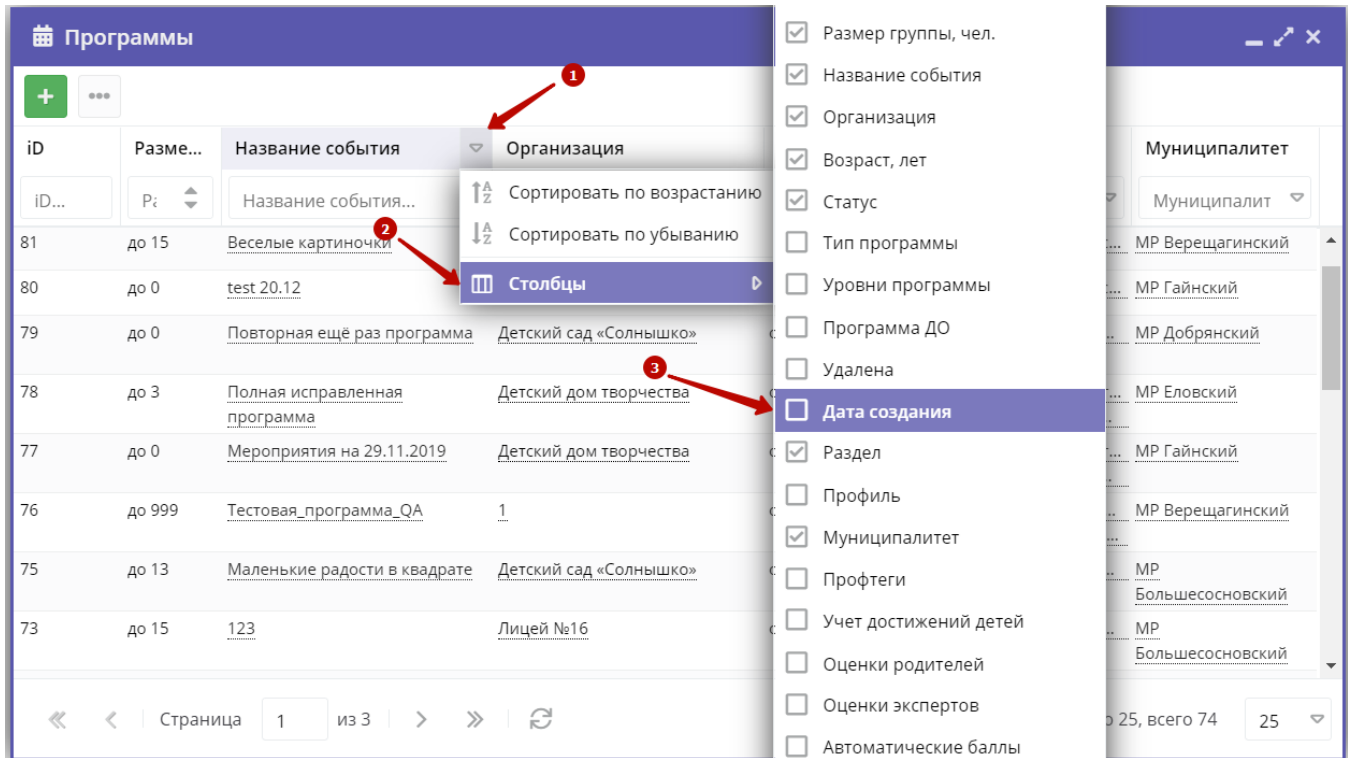 Программы
1
iD
Разме...
Название события
Организация
Муниципалитет
iD...
Название события...
Муниципалит
81
до 15
Веселые картиночки
МР Верещагинский
80
до 0
test 20.12
МР Гайнский
79
до 0
Повторная ещё раз программа
Детский сад «Солнышко»
МР Добрянский
78
до 3
Полная исправленная
программа
Детский дом творчества
МР Еловский
77
до 0
Мероприятия на 29.11.2019
Детский дом творчества
МР Гайнский
76
до 999
Тестовая_программа_QA
1
МР Верещагинский
75
до 13
Маленькие радости в квадрате
Детский сад «Солнышко»
МР
Большесосновский
73
до 15
123
Лицей №16
МР
Большесосновский
Сортировать по возрастанию
Сортировать по убыванию
2
Столбцы
3
Размер группы, чел.
Название события
Организация
Возраст, лет
Статус
Тип программы
Уровни программы
Программа ДО
Удалена
Дата создания
Раздел
Профиль
Муниципалитет
Профтеги
Учет достижений детей
Оценки родителей
Оценки экспертов
Автоматические баллы
Страница
1
из 3
25, всего 74
25